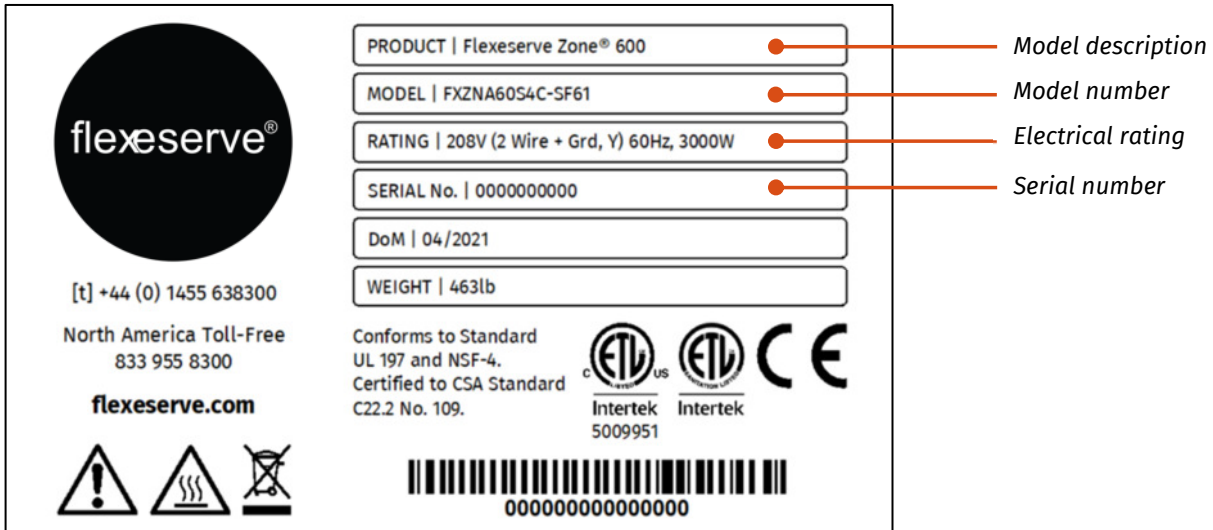 flexeserve®
[t] +44 (0) 1455 638300
North America Toll-Free
833 955 8300
flexeserve.com
PRODUCT | Flexeserve Zone® 600
MODEL | FXZNA60S4C-SF61
RATING | 208V (2 Wire + Grd, Y) 60Hz, 3000W
SERIAL No. | 0000000000
DoM | 04/2021
WEIGHT | 463lb
Model description
Model number
Electrical rating
Serial number
Conforms to Standard
UL 197 and NSF-4.
Certified to CSA Standard
C22.2 No. 109.
ETL
C US
LISTED
Intertek
5009951
ETL
SANITATION LISTED
Intertek
CE
000000000000000